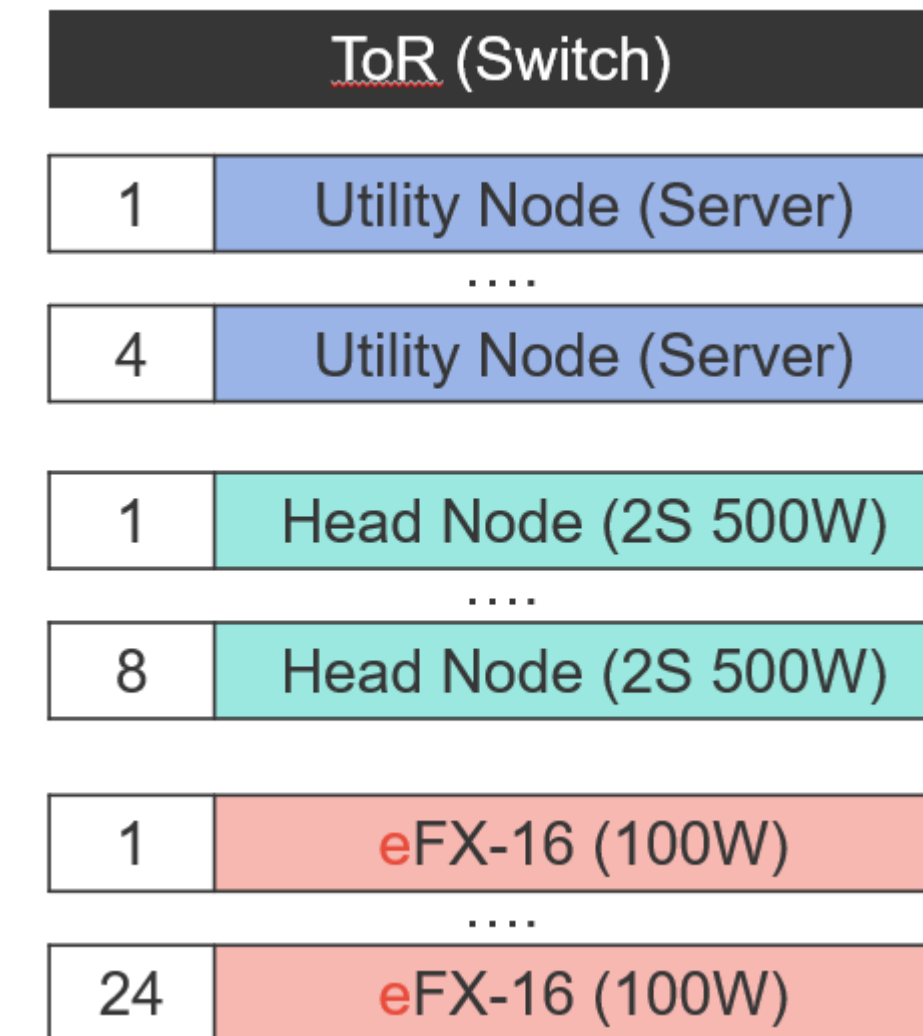 ToR (Switch)
1 Utility Node (Server)
....
4 Utility Node (Server)
1 Head Node (2S 500W)
....
8 Head Node (2S 500W)
1 eFX-16 (100W)
....
24 eFX-16 (100W)